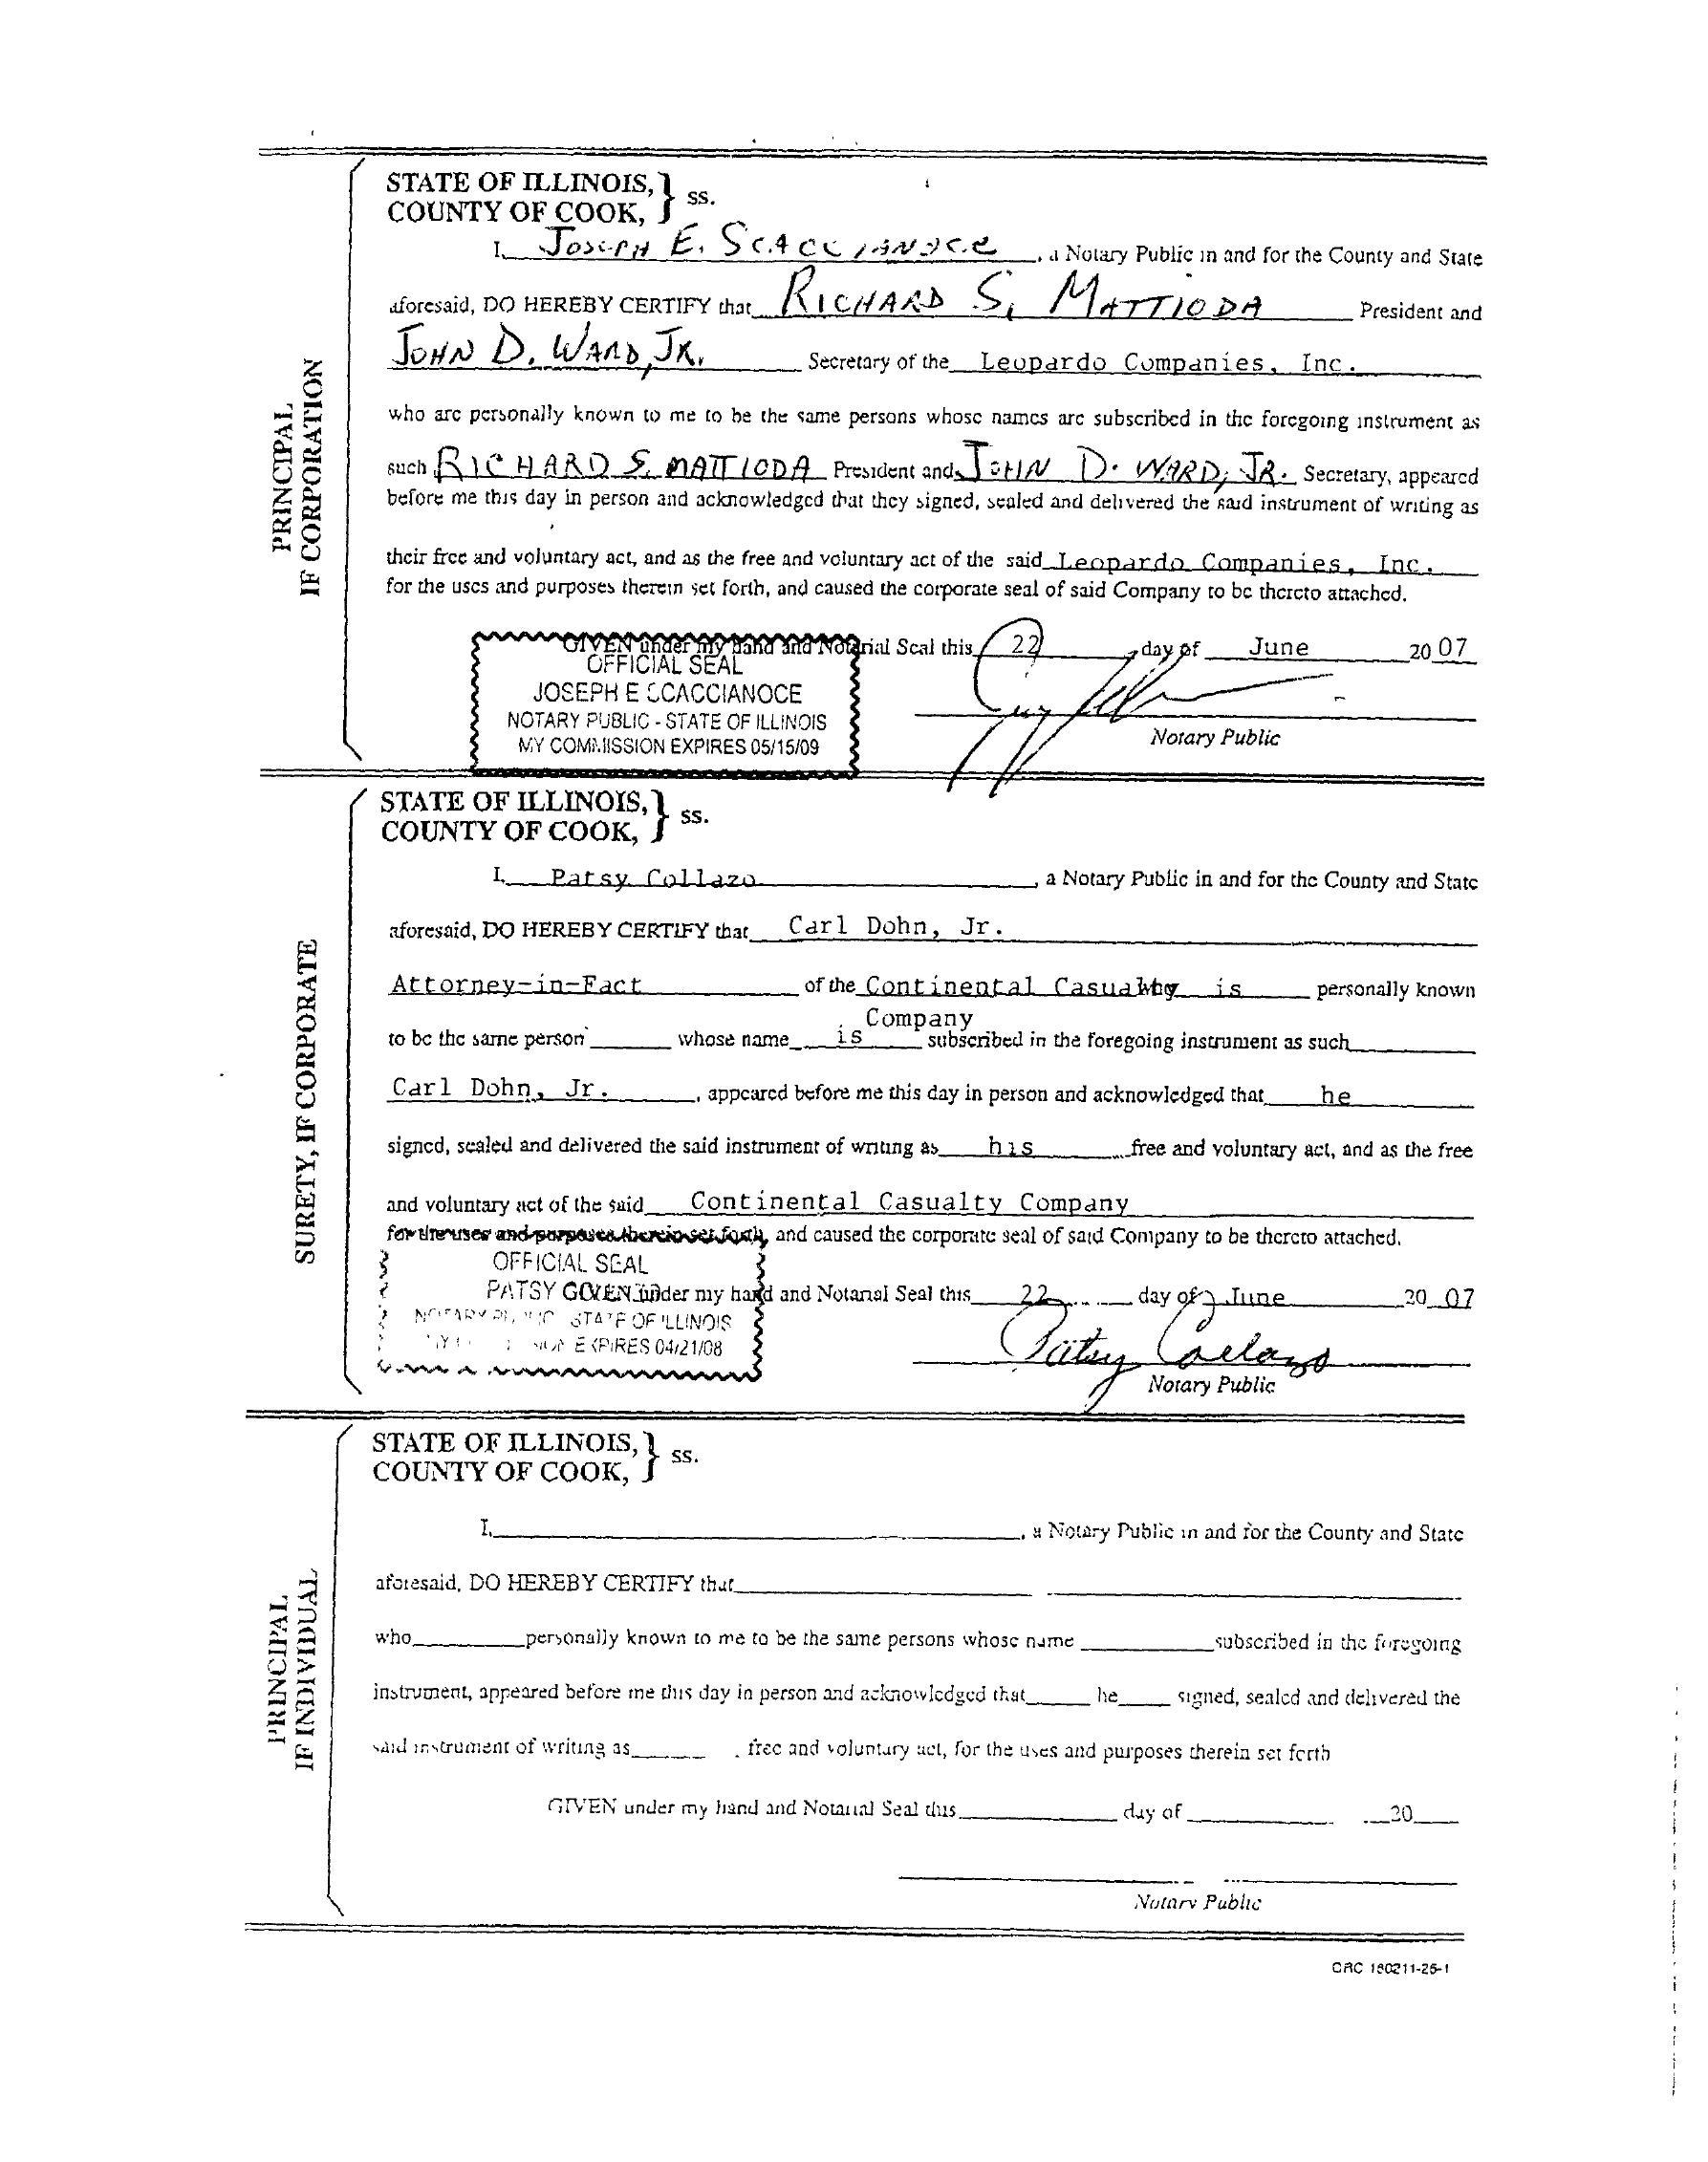 PRINCIPAL
IF CORPORATION
STATE OF ILLINOIS,
COUNTY OF COOK, } ss.
I, JOSEPH E. SCACCIANOCE, a Notary Public in and for the County and State
aforesaid, DO HEREBY CERTIFY that RICHARD S. MATTIODA President and
JOHN D. WARD, JR. Secretary of the Leopardo Companies, Inc.
who are personally known to me to be the same persons whose names are subscribed in the foregoing instrument as
such RICHARD S. MATTIODA President and JOHN D. WARD, JR. Secretary, appeared
before me this day in person and acknowledged that they signed, sealed and delivered the said instrument of writing as
their free and voluntary act, and as the free and voluntary act of the said Leopardo Companies, Inc.
for the uses and purposes therein set forth, and caused the corporate seal of said Company to be thereto attached.
GIVEN under my hand and Notarial Seal this 22 day of June 20 07
OFFICIAL SEAL
JOSEPH E SCACCIANOCE
NOTARY PUBLIC - STATE OF ILLINOIS
MY COMMISSION EXPIRES 05/15/09
Notary Public
SURETY, IF CORPORATE
STATE OF ILLINOIS,
COUNTY OF COOK, } ss.
I, Patsy Collazo, a Notary Public in and for the County and State
aforesaid, DO HEREBY CERTIFY that Carl Dohn, Jr.
Attorney-in-Fact of the Continental Casualty is personally known
Company
to be the same person whose name is subscribed in the foregoing instrument as such
Carl Dohn, Jr., appeared before me this day in person and acknowledged that he
signed, sealed and delivered the said instrument of writing as his free and voluntary act, and as the free
and voluntary act of the said Continental Casualty Company
for the uses and purposes therein set forth, and caused the corporate seal of said Company to be thereto attached.
OFFICIAL SEAL
PATSY
GIVEN under my hand and Notarial Seal this 22 day of June 20 07
NOTARY PUBLIC STATE OF ILLINOIS
EXPIRES 04/21/08
Patsy Collazo
Notary Public
PRINCIPAL
IF INDIVIDUAL
STATE OF ILLINOIS,
COUNTY OF COOK, } ss.
I, , a Notary Public in and for the County and State
aforesaid, DO HEREBY CERTIFY that
who personally known to me to be the same persons whose name subscribed in the foregoing
instrument, appeared before me this day in person and acknowledged that he signed, sealed and delivered the
said instrument of writing as free and voluntary act, for the uses and purposes therein set forth
GIVEN under my hand and Notarial Seal this day of 20
Notary Public
CRC 180211-25-1